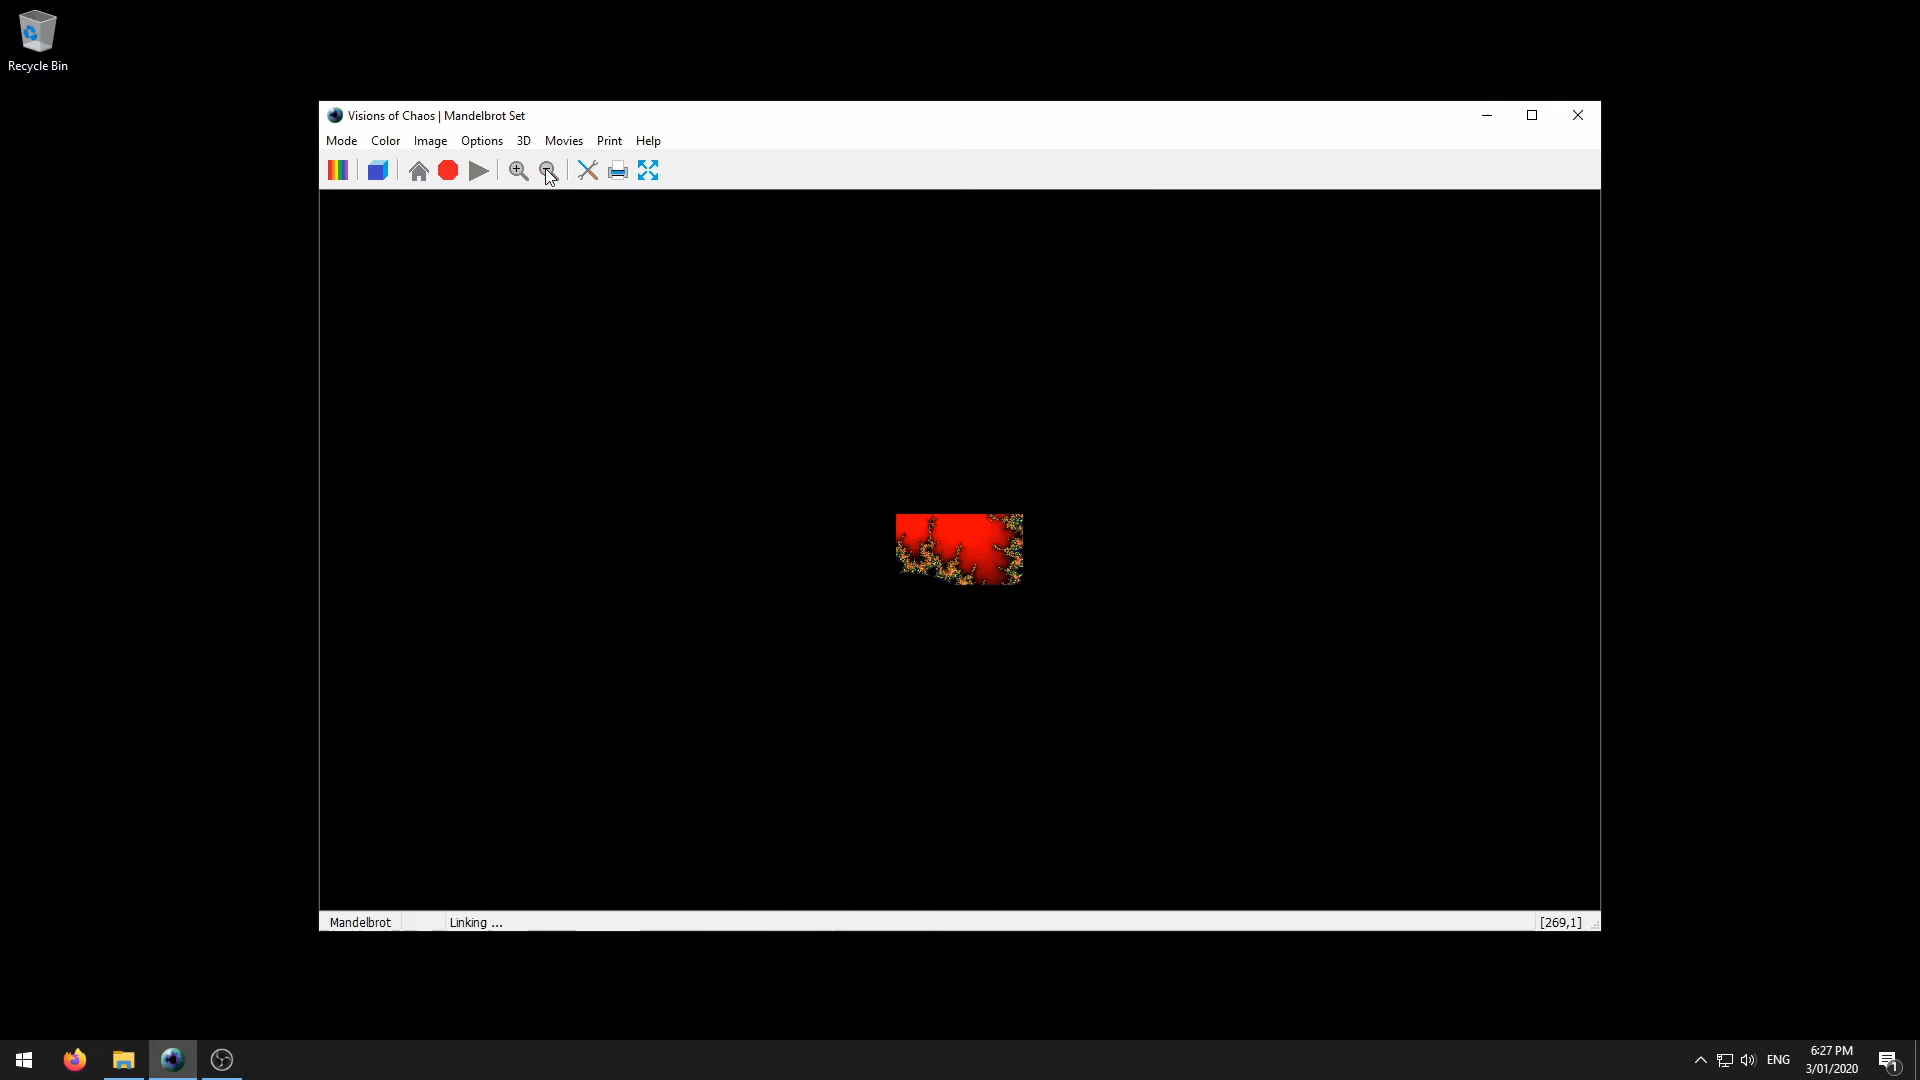 Recycle Bin
Visions of Chaos | Mandelbrot Set
Mode Color Image Options 3D Movies Print Help
Mandelbrot Linking ... [269,1]
ENG
6:27 PM
3/01/2020
1